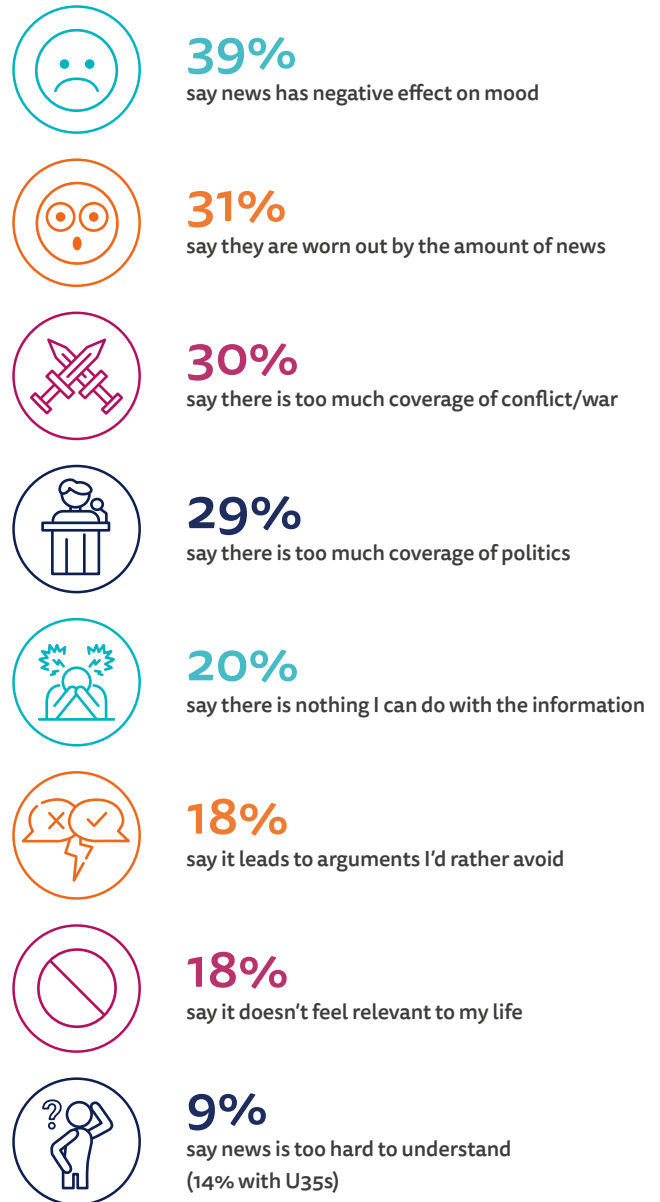 39%
say news has negative effect on mood
31%
say they are worn out by the amount of news
30%
say there is too much coverage of conflict/war
29%
say there is too much coverage of politics
20%
say there is nothing I can do with the information
18%
say it leads to arguments I'd rather avoid
18%
say it doesn't feel relevant to my life
?
9%
say news is too hard to understand
(14% with U35s)